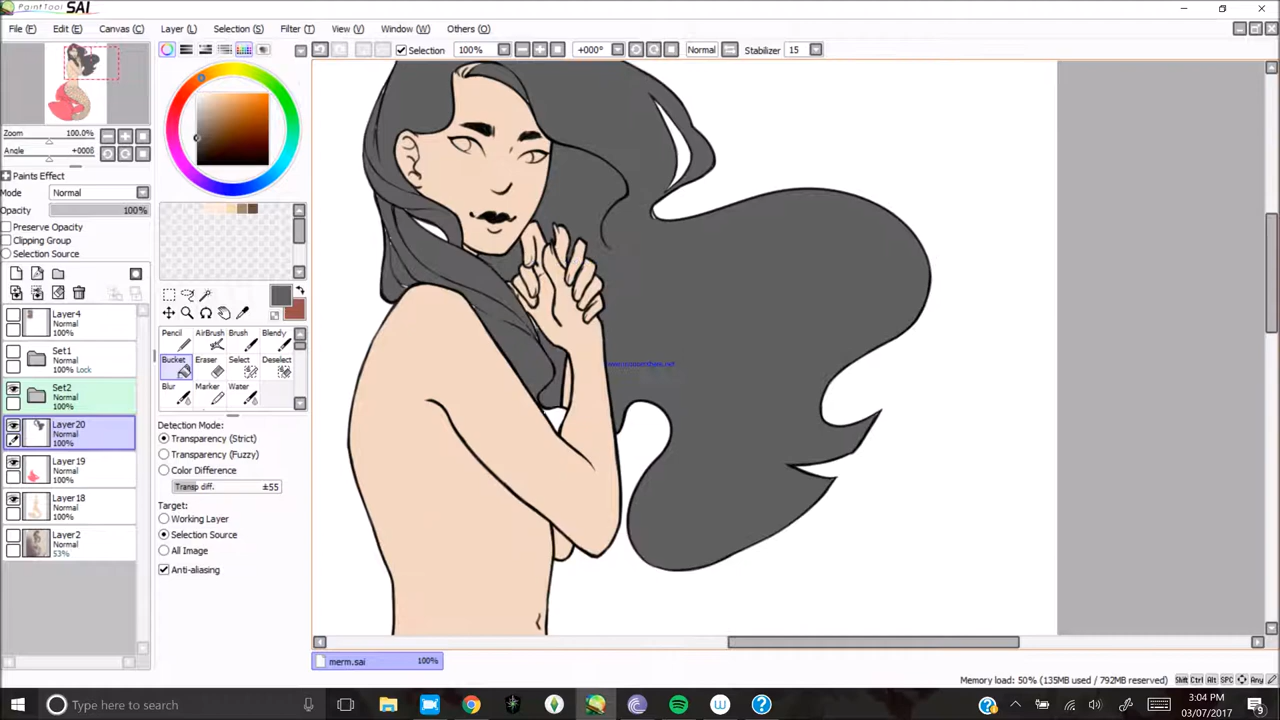 PaintTool SAI
File (F) Edit (E) Canvas (C) Layer (L) Selection (S) Filter (T) View (V) Window (W) Others (O)
Selection 100% +000° Normal Stabilizer 15
Zoom 100.0%
Angle +000θ
Paints Effect
Mode Normal
Opacity 100%
Preserve Opacity
Clipping Group
Selection Source
Layer4
Normal
100%
Set1
Normal
100% Lock
Set2
Normal
100%
Layer20
Normal
100%
Layer19
Normal
100%
Layer18
Normal
100%
Layer2
Normal
53%
Pencil AirBrush Brush Blendy
Bucket Eraser Select Deselect
Blur Marker Water
Detection Mode:
Transparency (Strict)
Transparency (Fuzzy)
Color Difference
Transp diff. ±55
Target:
Working Layer
Selection Source
All Image
Anti-aliasing
merm.sai 100%
Memory load: 50% (135MB used / 792MB reserved) Shift Ctrl Alt SPC Any
Type here to search
3:04 PM
03/07/2017
9